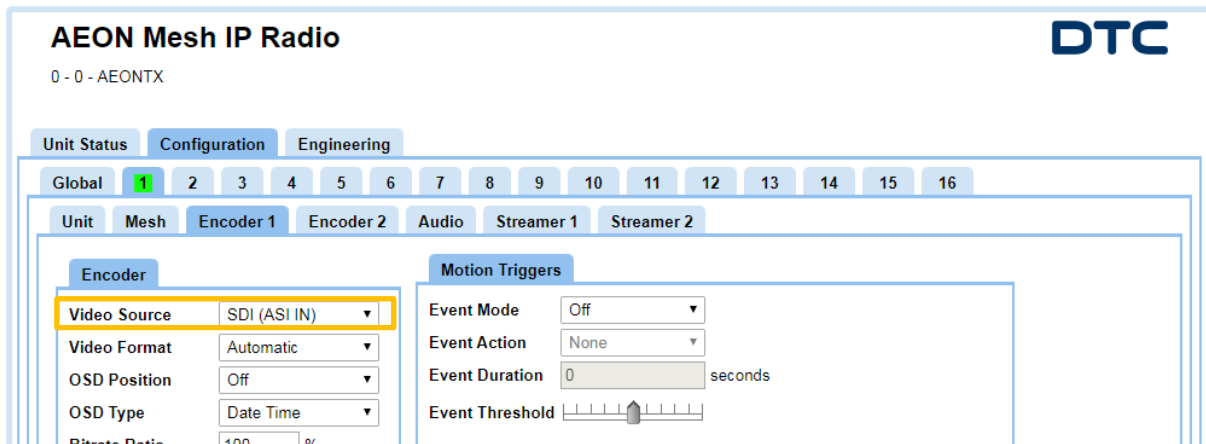 AEON Mesh IP Radio
DTC
0 - 0 - AEONTX
Unit Status Configuration Engineering
Global 1 2 3 4 5 6 7 8 9 10 11 12 13 14 15 16
Unit Mesh Encoder 1 Encoder 2 Audio Streamer 1 Streamer 2
Encoder
Video Source SDI (ASI IN)
Video Format Automatic
OSD Position Off
OSD Type Date Time
Bitrate Ratio 100 %
Motion Triggers
Event Mode Off
Event Action None
Event Duration 0 seconds
Event Threshold